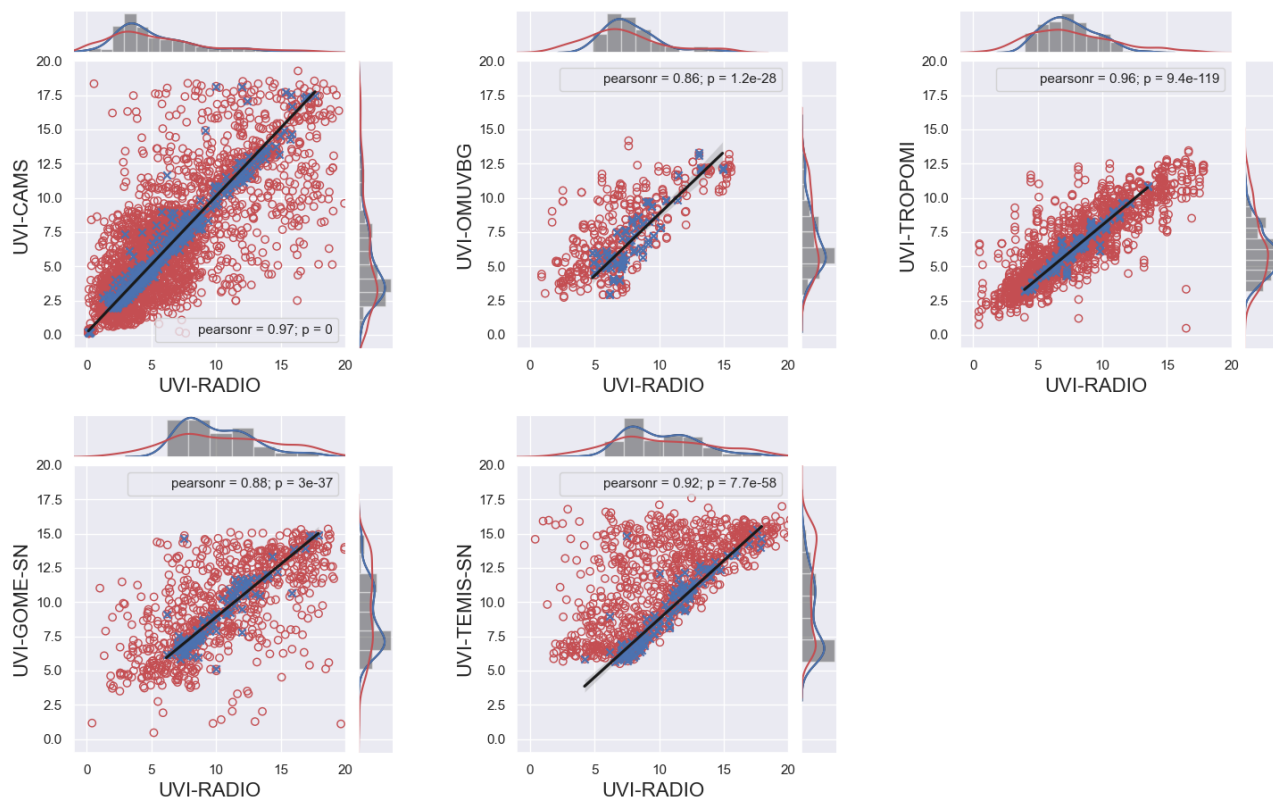 20.0
17.5
15.0
12.5
10.0
7.5
5.0
2.5
0.0
UVI-CAMS
pearsonr = 0.97; p = 0
0 5 10 15 20
UVI-RADIO
20.0
17.5
15.0
12.5
10.0
7.5
5.0
2.5
0.0
UVI-OMUVBG
pearsonr = 0.86; p = 1.2e-28
0 5 10 15 20
UVI-RADIO
20.0
17.5
15.0
12.5
10.0
7.5
5.0
2.5
0.0
UVI-TROPOMI
pearsonr = 0.96; p = 9.4e-119
0 5 10 15 20
UVI-RADIO
20.0
17.5
15.0
12.5
10.0
7.5
5.0
2.5
0.0
UVI-GOME-SN
pearsonr = 0.88; p = 3e-37
0 5 10 15 20
UVI-RADIO
20.0
17.5
15.0
12.5
10.0
7.5
5.0
2.5
0.0
UVI-TEMIS-SN
pearsonr = 0.92; p = 7.7e-58
0 5 10 15 20
UVI-RADIO